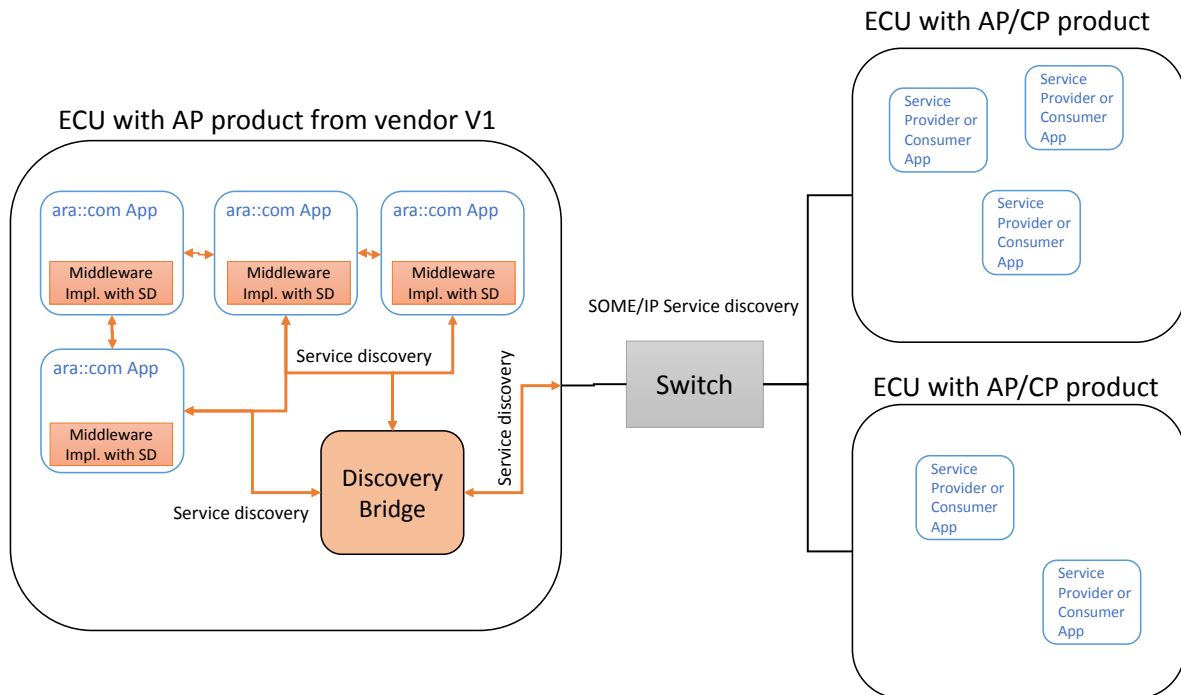 ECU with AP product from vendor V1
ara::com App
Middleware
Impl. with SD
ara::com App
Middleware
Impl. with SD
ara::com App
Middleware
Impl. with SD
ara::com App
Middleware
Impl. with SD
Service discovery
Service discovery
Service discovery
Discovery
Bridge
SOME/IP Service discovery
Switch
ECU with AP/CP product
Service
Provider or
Consumer
App
Service
Provider or
Consumer
App
Service
Provider or
Consumer
App
ECU with AP/CP product
Service
Provider or
Consumer
App
Service
Provider or
Consumer
App